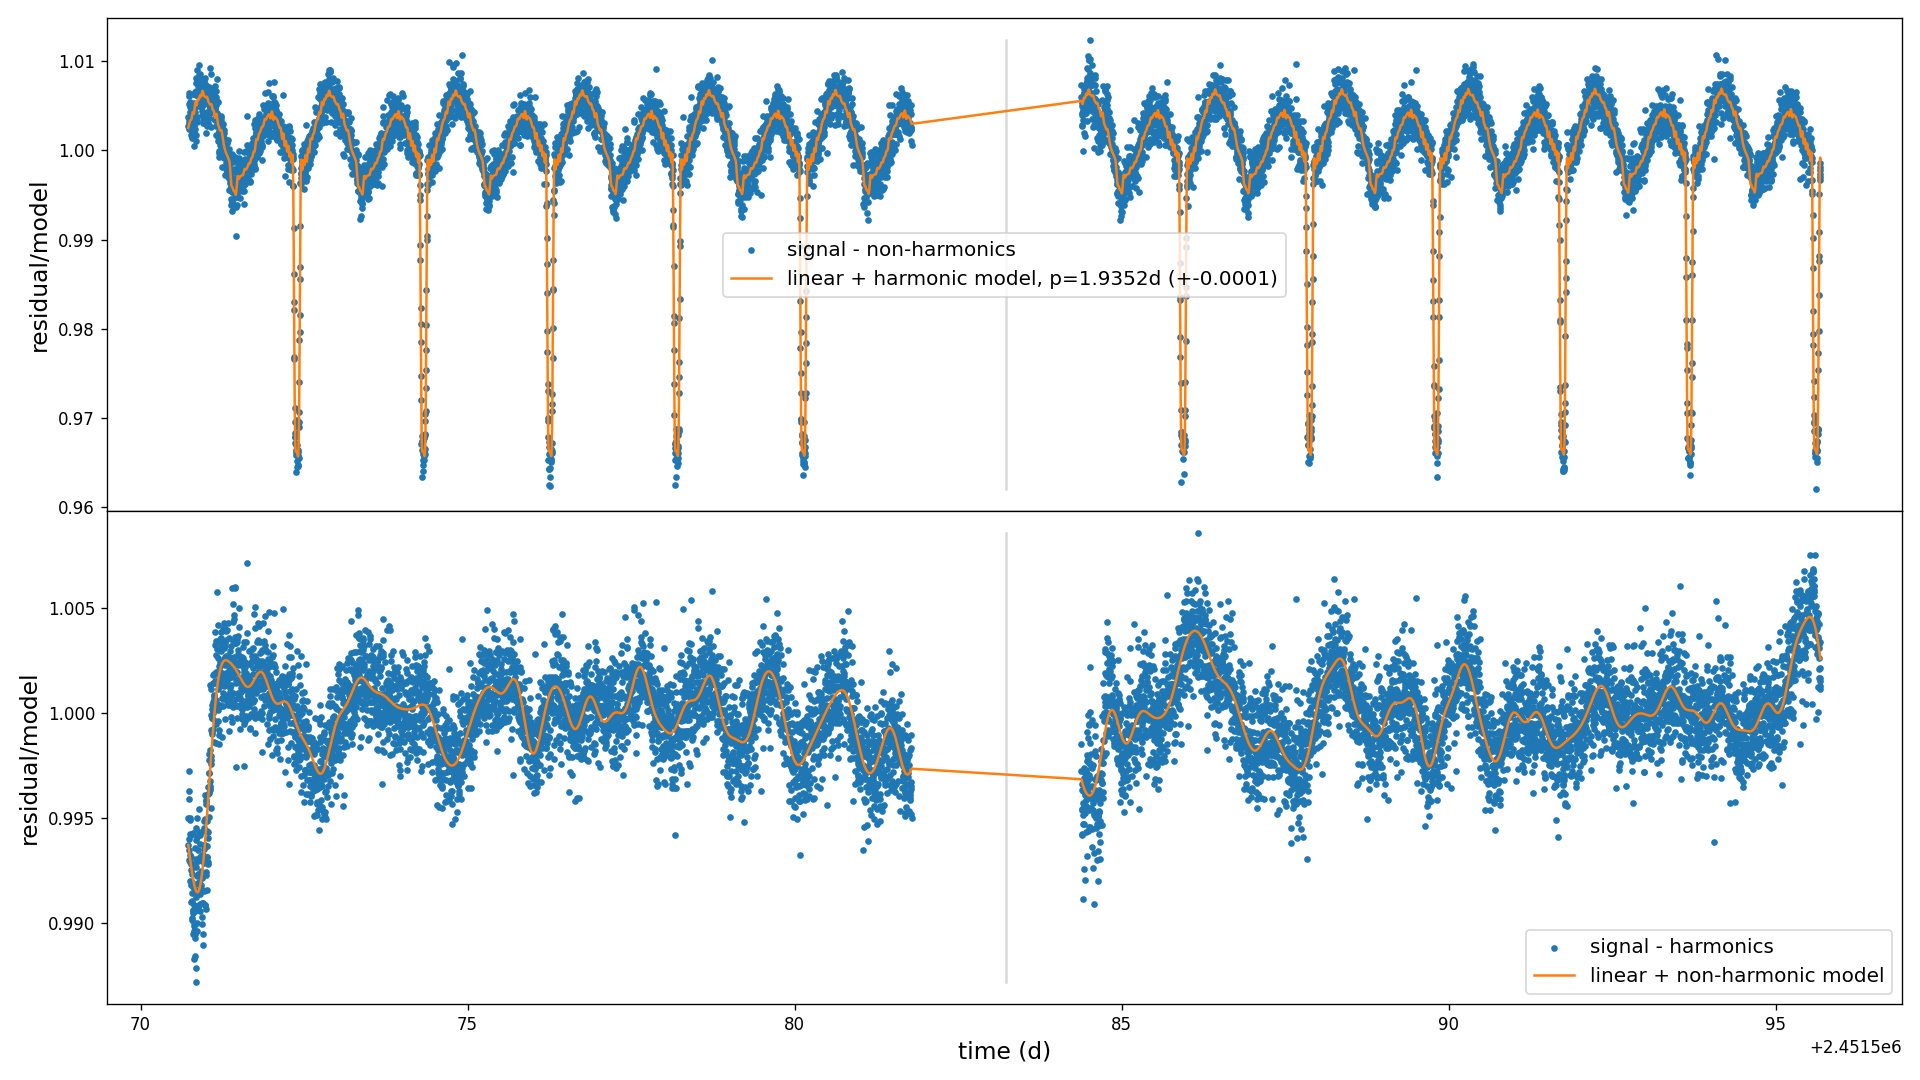 1.01
1.00
0.99
0.98
0.97
0.96
residual/model
signal - non-harmonics
linear + harmonic model, p=1.9352d (+-0.0001)
1.005
1.000
0.995
0.990
residual/model
signal - harmonics
linear + non-harmonic model
70
75
80
85
90
95
time (d)
+2.4515e6